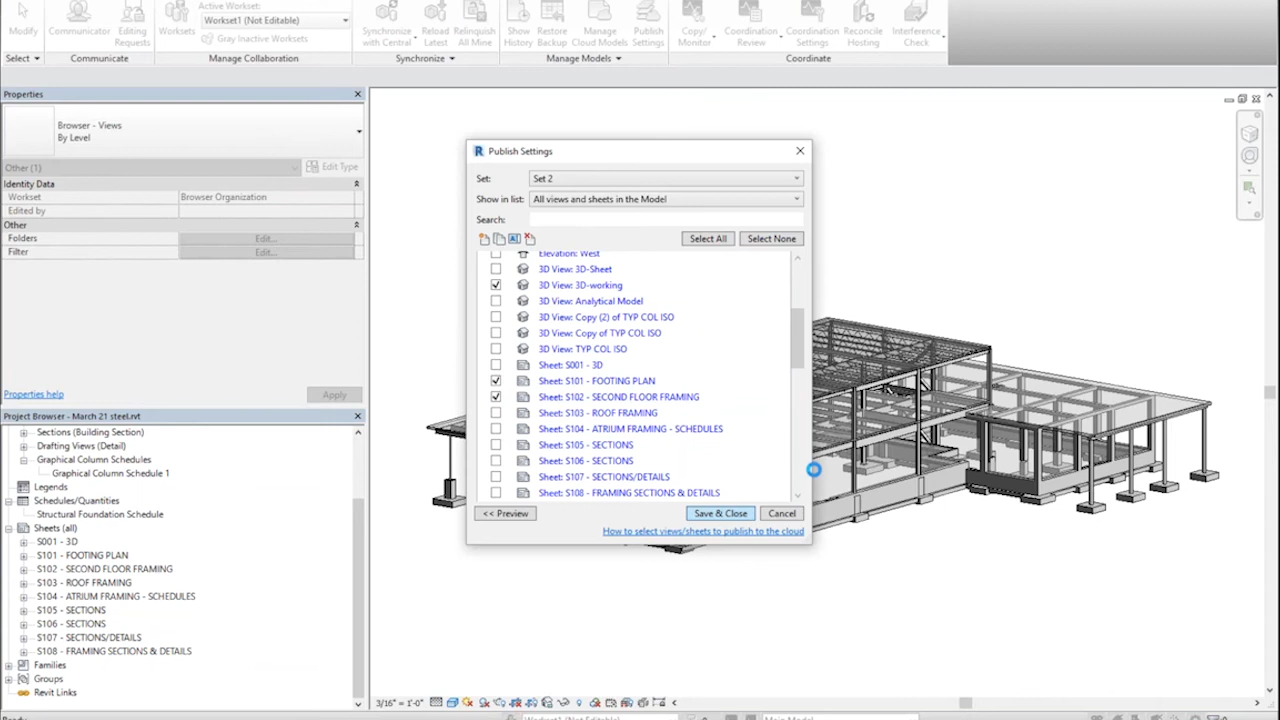 Active Workset:
Workset1 (Not Editable)
Gray Inactive Worksets
Modify
Communicator
Editing Requests
Worksets
Synchronize with Central
Reload Latest
Relinquish All Mine
Show History
Restore Backup
Manage Cloud Models
Publish Settings
Copy/ Monitor
Coordination Review
Coordination Settings
Reconcile Hosting
Interference Check
Select
Communicate
Manage Collaboration
Synchronize
Manage Models
Coordinate
Properties
Browser - Views
By Level
Other (1)
Edit Type
Identity Data
Workset Browser Organization
Edited by
Other
Folders Edit...
Filter Edit...
Properties help
Apply
Project Browser - March 21 steel.rvt
Sections (Building Section)
Drafting Views (Detail)
Graphical Column Schedules
Graphical Column Schedule 1
Legends
Schedules/Quantities
Structural Foundation Schedule
Sheets (all)
S001 - 3D
S101 - FOOTING PLAN
S102 - SECOND FLOOR FRAMING
S103 - ROOF FRAMING
S104 - ATRIUM FRAMING - SCHEDULES
S105 - SECTIONS
S106 - SECTIONS
S107 - SECTIONS/DETAILS
S108 - FRAMING SECTIONS & DETAILS
Families
Groups
Revit Links
Publish Settings
Set: Set 2
Show in list: All views and sheets in the Model
Search:
Select All
Select None
Elevation: West
3D View: 3D-Sheet
3D View: 3D-working
3D View: Analytical Model
3D View: Copy (2) of TYP COL ISO
3D View: Copy of TYP COL ISO
3D View: TYP COL ISO
Sheet: S001 - 3D
Sheet: S101 - FOOTING PLAN
Sheet: S102 - SECOND FLOOR FRAMING
Sheet: S103 - ROOF FRAMING
Sheet: S104 - ATRIUM FRAMING - SCHEDULES
Sheet: S105 - SECTIONS
Sheet: S106 - SECTIONS
Sheet: S107 - SECTIONS/DETAILS
Sheet: S108 - FRAMING SECTIONS & DETAILS
<< Preview
Save & Close
Cancel
How to select views/sheets to publish to the cloud
3/16" = 1'-0"
Ready
Workset1 (Not Editable)
Main Model